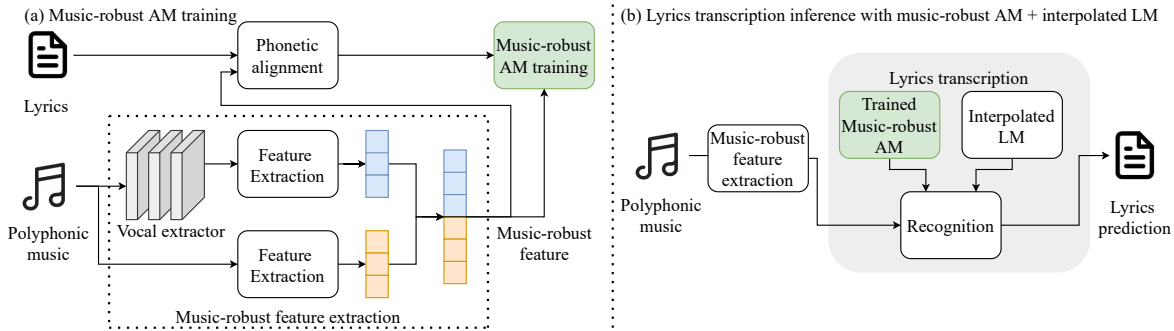 (a) Music-robust AM training
Lyrics
Phonetic
alignment
Music-robust
AM training
Polyphonic
music
Vocal extractor
Feature
Extraction
Feature
Extraction
Music-robust
feature
Music-robust feature extraction
(b) Lyrics transcription inference with music-robust AM + interpolated LM
Lyrics transcription
Polyphonic
music
Music-robust
feature
extraction
Trained
Music-robust
AM
Interpolated
LM
Recognition
Lyrics
prediction